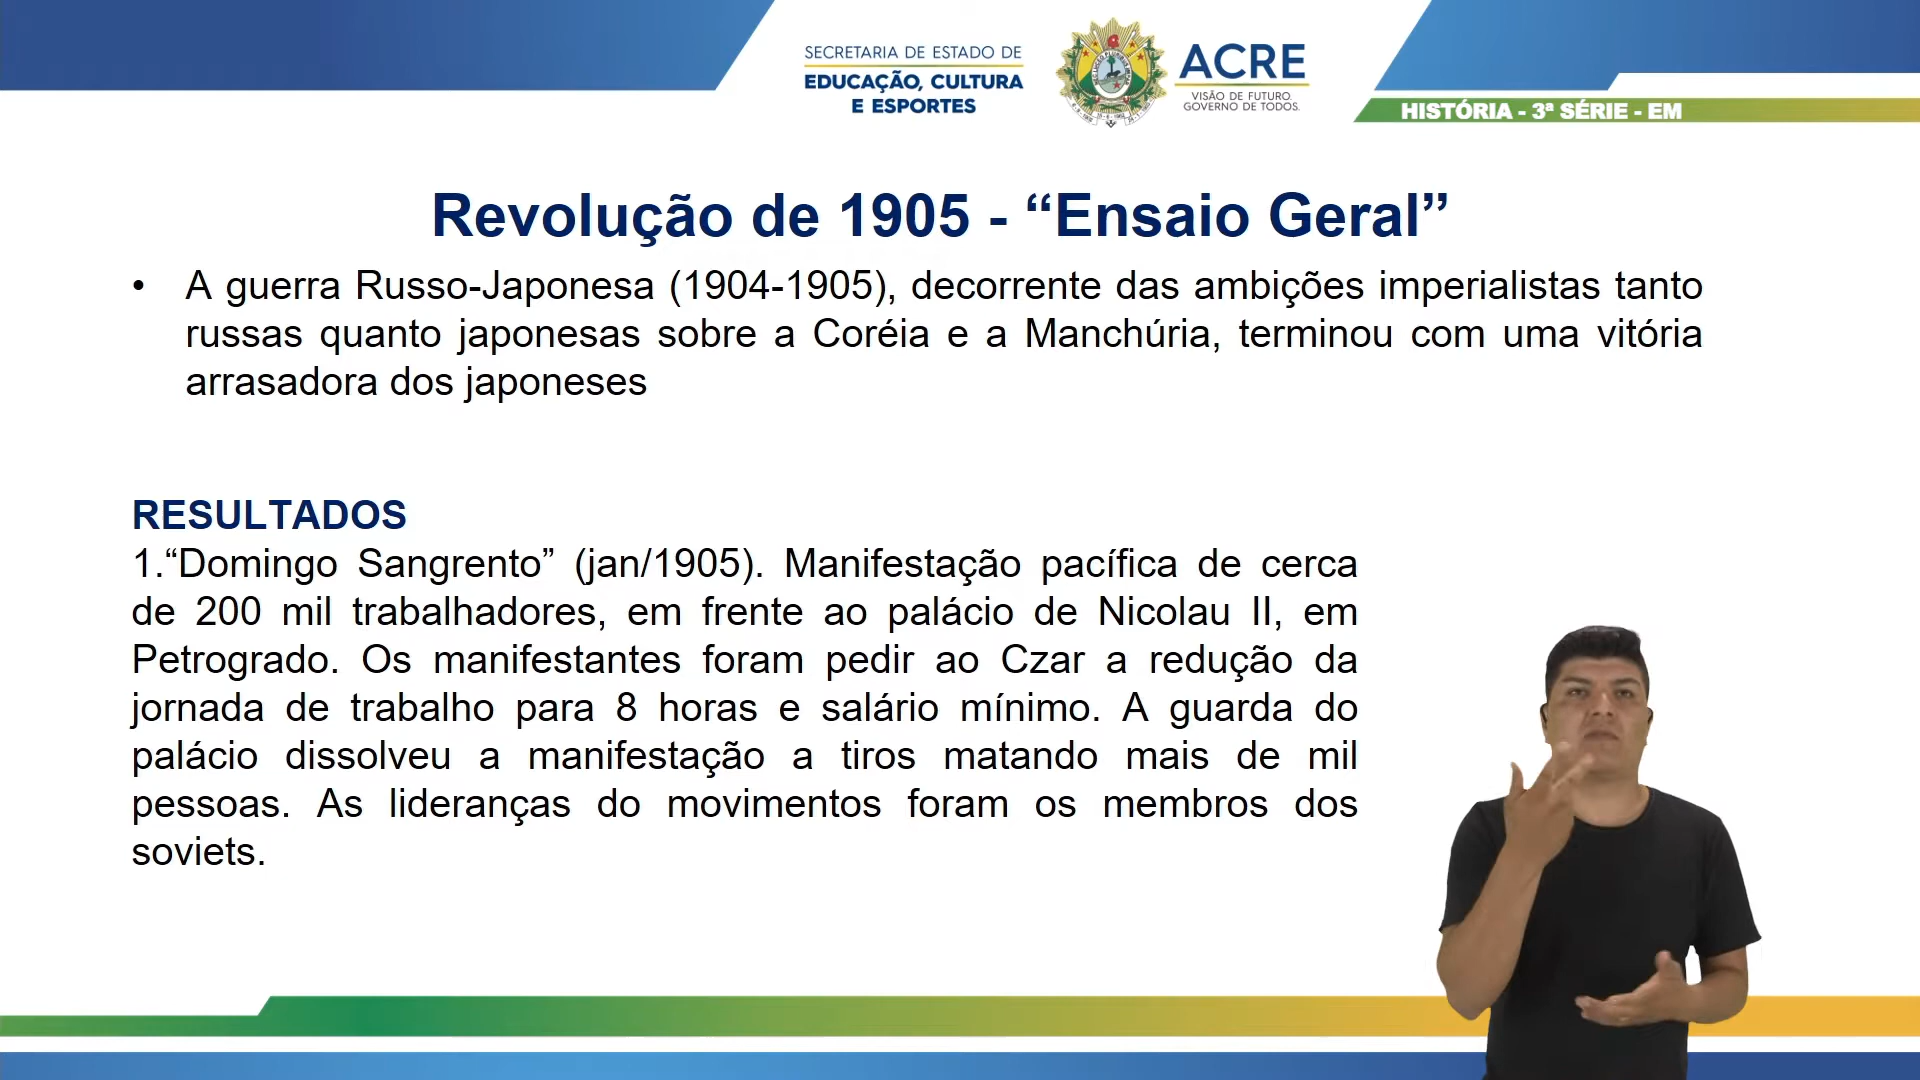 SECRETARIA DE ESTADO DE
EDUCAÇÃO, CULTURA
E ESPORTES
ACRE
VISÃO DE FUTURO.
GOVERNO DE TODOS.
HISTÓRIA - 3ª SÉRIE - EM
Revolução de 1905 - “Ensaio Geral”
• A guerra Russo-Japonesa (1904-1905), decorrente das ambições imperialistas tanto
russas quanto japonesas sobre a Coréia e a Manchúria, terminou com uma vitória
arrasadora dos japoneses
RESULTADOS
1.“Domingo Sangrento” (jan/1905). Manifestação pacífica de cerca
de 200 mil trabalhadores, em frente ao palácio de Nicolau II, em
Petrogrado. Os manifestantes foram pedir ao Czar a redução da
jornada de trabalho para 8 horas e salário mínimo. A guarda do
palácio dissolveu a manifestação a tiros matando mais de mil
pessoas. As lideranças do movimentos foram os membros dos
soviets.